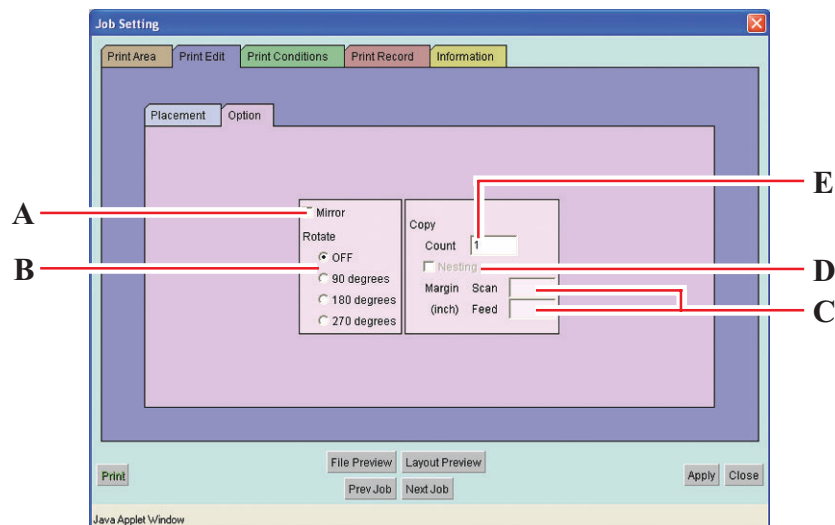 Job Setting
Print Area Print Edit Print Conditions Print Record Information
Placement Option
E
A
Mirror
Copy
Rotate
Count 1
OFF
B
Nesting
D
90 degrees
Margin Scan
180 degrees
(inch) Feed
C
270 degrees
File Preview Layout Preview
Print
Apply Close
Prev Job Next Job
Java Applet Window